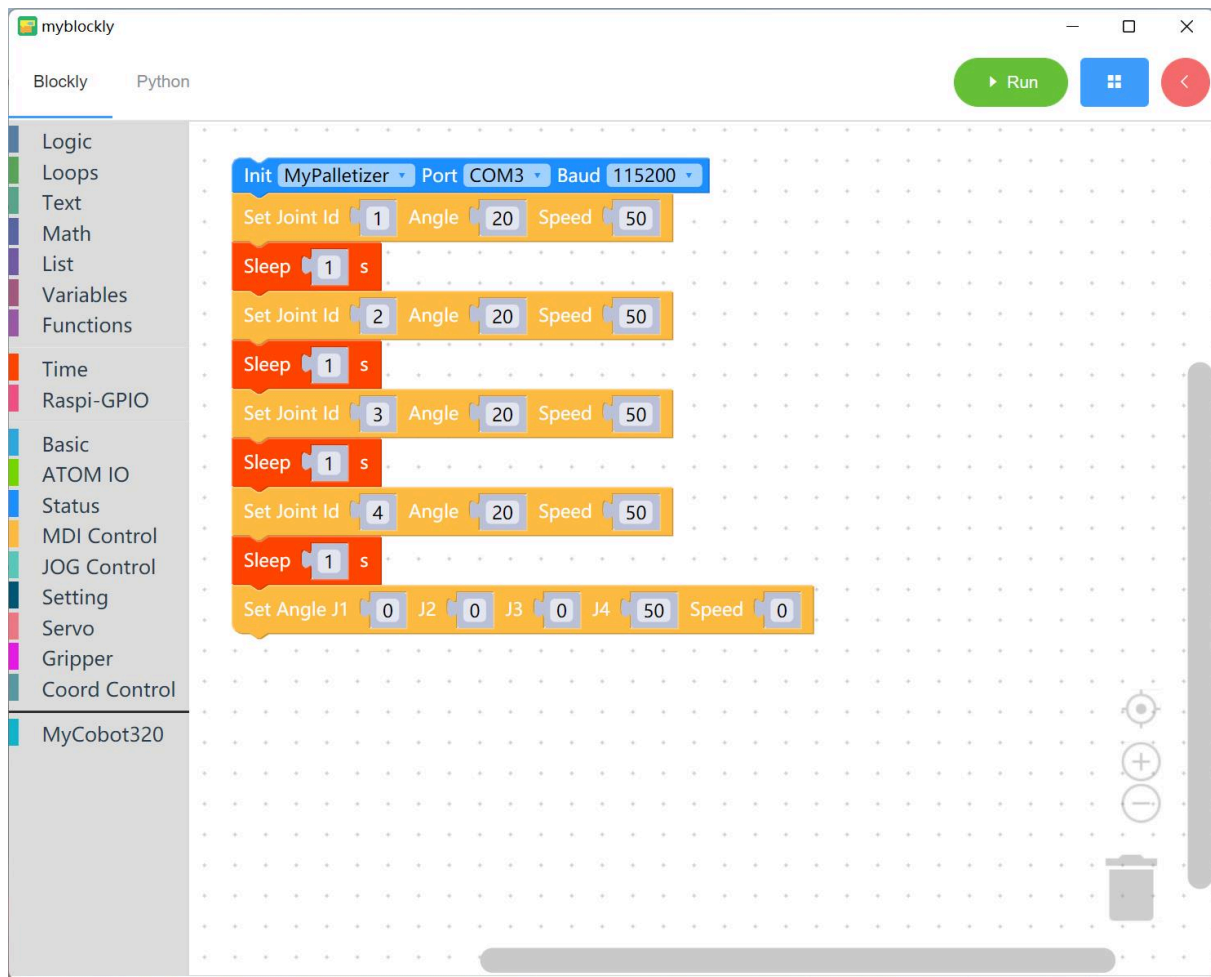 myblockly
Blockly Python
Run
Logic
Loops
Text
Math
List
Variables
Functions
Time
Raspi-GPIO
Basic
ATOM IO
Status
MDI Control
JOG Control
Setting
Servo
Gripper
Coord Control
MyCobot320
Init MyPalletizer Port COM3 Baud 115200
Set Joint Id 1 Angle 20 Speed 50
Sleep 1 s
Set Joint Id 2 Angle 20 Speed 50
Sleep 1 s
Set Joint Id 3 Angle 20 Speed 50
Sleep 1 s
Set Joint Id 4 Angle 20 Speed 50
Sleep 1 s
Set Angle J1 0 J2 0 J3 0 J4 50 Speed 0